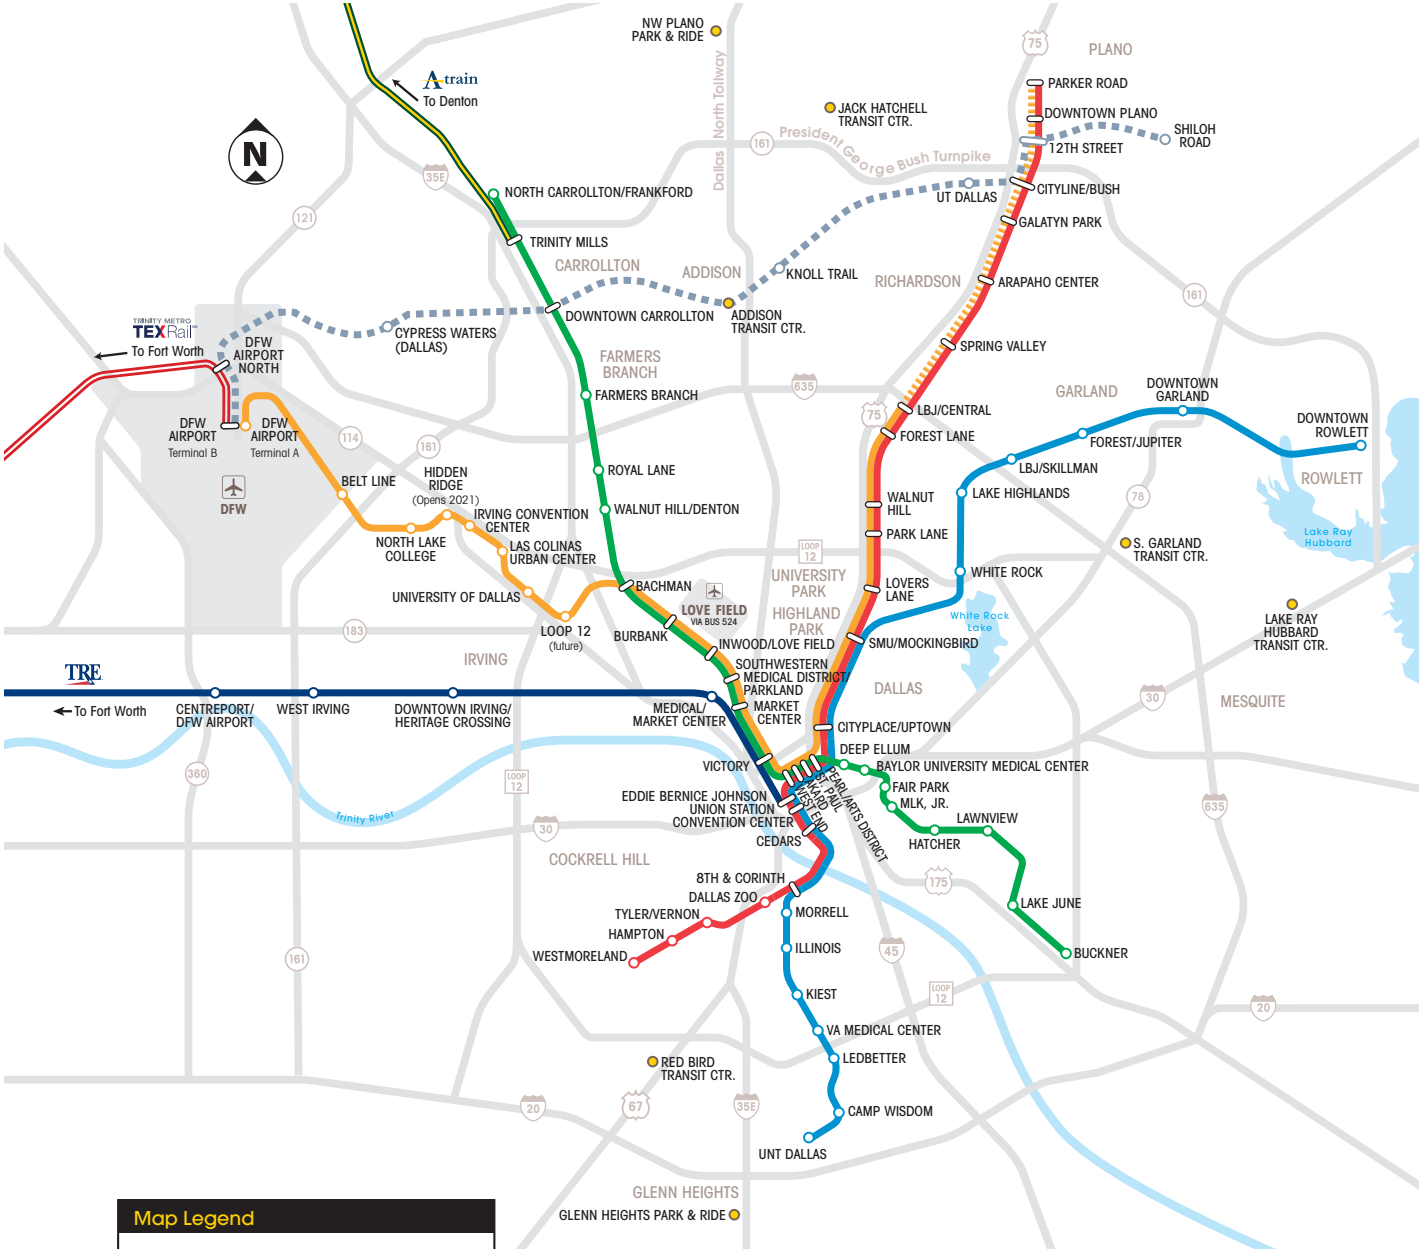 NW PLANO
PARK & RIDE
75
PLANO
Atrain
To Denton
PARKER ROAD
Dallas North Tollway
JACK HATCHELL
TRANSIT CTR.
DOWNTOWN PLANO
SHILOH
ROAD
161
President George Bush Turnpike
12TH STREET
N
35E
NORTH CARROLLTON/FRANKFORD
UT DALLAS
CITYLINE/BUSH
121
GALATYN PARK
TRINITY MILLS
CARROLLTON
ADDISON
KNOLL TRAIL
RICHARDSON
ARAPAHO CENTER
161
DOWNTOWN CARROLLTON
ADDISON
TRANSIT CTR.
TRINITY METRO
TEXRail
To Fort Worth
DFW
AIRPORT
NORTH
CYPRESS WATERS
(DALLAS)
SPRING VALLEY
FARMERS
BRANCH
635
GARLAND
DOWNTOWN
GARLAND
FARMERS BRANCH
75
LBJ/CENTRAL
DOWNTOWN
ROWLETT
DFW
AIRPORT
Terminal B
DFW
AIRPORT
Terminal A
114
161
FOREST LANE
FOREST/JUPITER
ROYAL LANE
LBJ/SKILLMAN
ROWLETT
BELT LINE
HIDDEN
RIDGE
(Opens 2021)
DFW
WALNUT
HILL
LAKE HIGHLANDS
78
WALNUT HILL/DENTON
IRVING CONVENTION
CENTER
NORTH LAKE
COLLEGE
PARK LANE
Lake Ray
Hubbard
LAS COLINAS
URBAN CENTER
LOOP
12
S. GARLAND
TRANSIT CTR.
UNIVERSITY
PARK
WHITE ROCK
BACHMAN
LOVERS
LANE
UNIVERSITY OF DALLAS
LOVE FIELD
VIA BUS 524
HIGHLAND
PARK
White Rock
Lake
LAKE RAY
HUBBARD
TRANSIT CTR.
183
LOOP 12
(future)
BURBANK
INWOOD/LOVE FIELD
SMU/MOCKINGBIRD
IRVING
SOUTHWESTERN
MEDICAL DISTRICT/
PARKLAND
TRE
DALLAS
30
MESQUITE
To Fort Worth
CENTREPORT/
DFW AIRPORT
WEST IRVING
DOWNTOWN IRVING/
HERITAGE CROSSING
MEDICAL/
MARKET CENTER
MARKET
CENTER
CITYPLACE/UPTOWN
DEEP ELLUM
VICTORY
BAYLOR UNIVERSITY MEDICAL CENTER
360
LOOP
12
PEARL/ARTS DISTRICT
ST. PAUL
AKARD
WEST END
FAIR PARK
EDDIE BERNICE JOHNSON
UNION STATION
MLK, JR.
635
Trinity River
30
CONVENTION CENTER
LAWNVIEW
CEDARS
HATCHER
COCKRELL HILL
8TH & CORINTH
175
DALLAS ZOO
LAKE JUNE
TYLER/VERNON
MORRELL
HAMPTON
ILLINOIS
45
BUCKNER
WESTMORELAND
161
KIEST
LOOP
12
20
VA MEDICAL CENTER
RED BIRD
TRANSIT CTR.
LEDBETTER
20
67
35E
CAMP WISDOM
UNT DALLAS
GLENN HEIGHTS
GLENN HEIGHTS PARK & RIDE
Map Legend